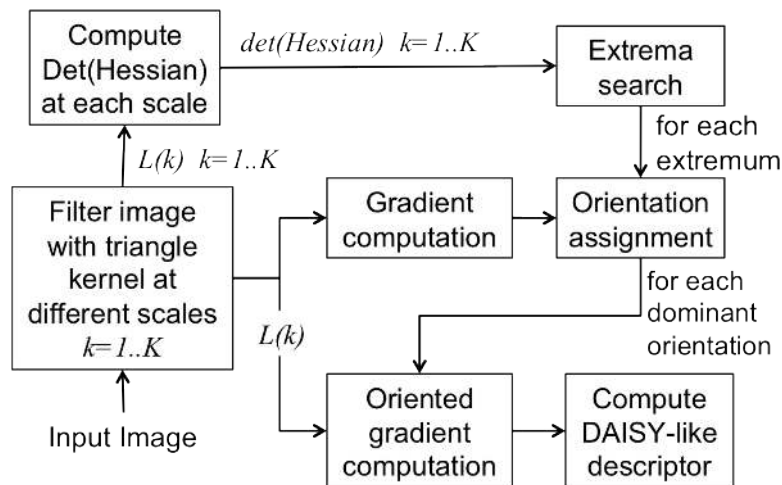 Compute
Det(Hessian)
at each scale
det(Hessian) k=1..K
Extrema
search
for each
extremum
L(k) k=1..K
Filter image
with triangle
kernel at
different scales
k=1..K
Gradient
computation
Orientation
assignment
for each
dominant
orientation
L(k)
Input Image
Oriented
gradient
computation
Compute
DAISY-like
descriptor